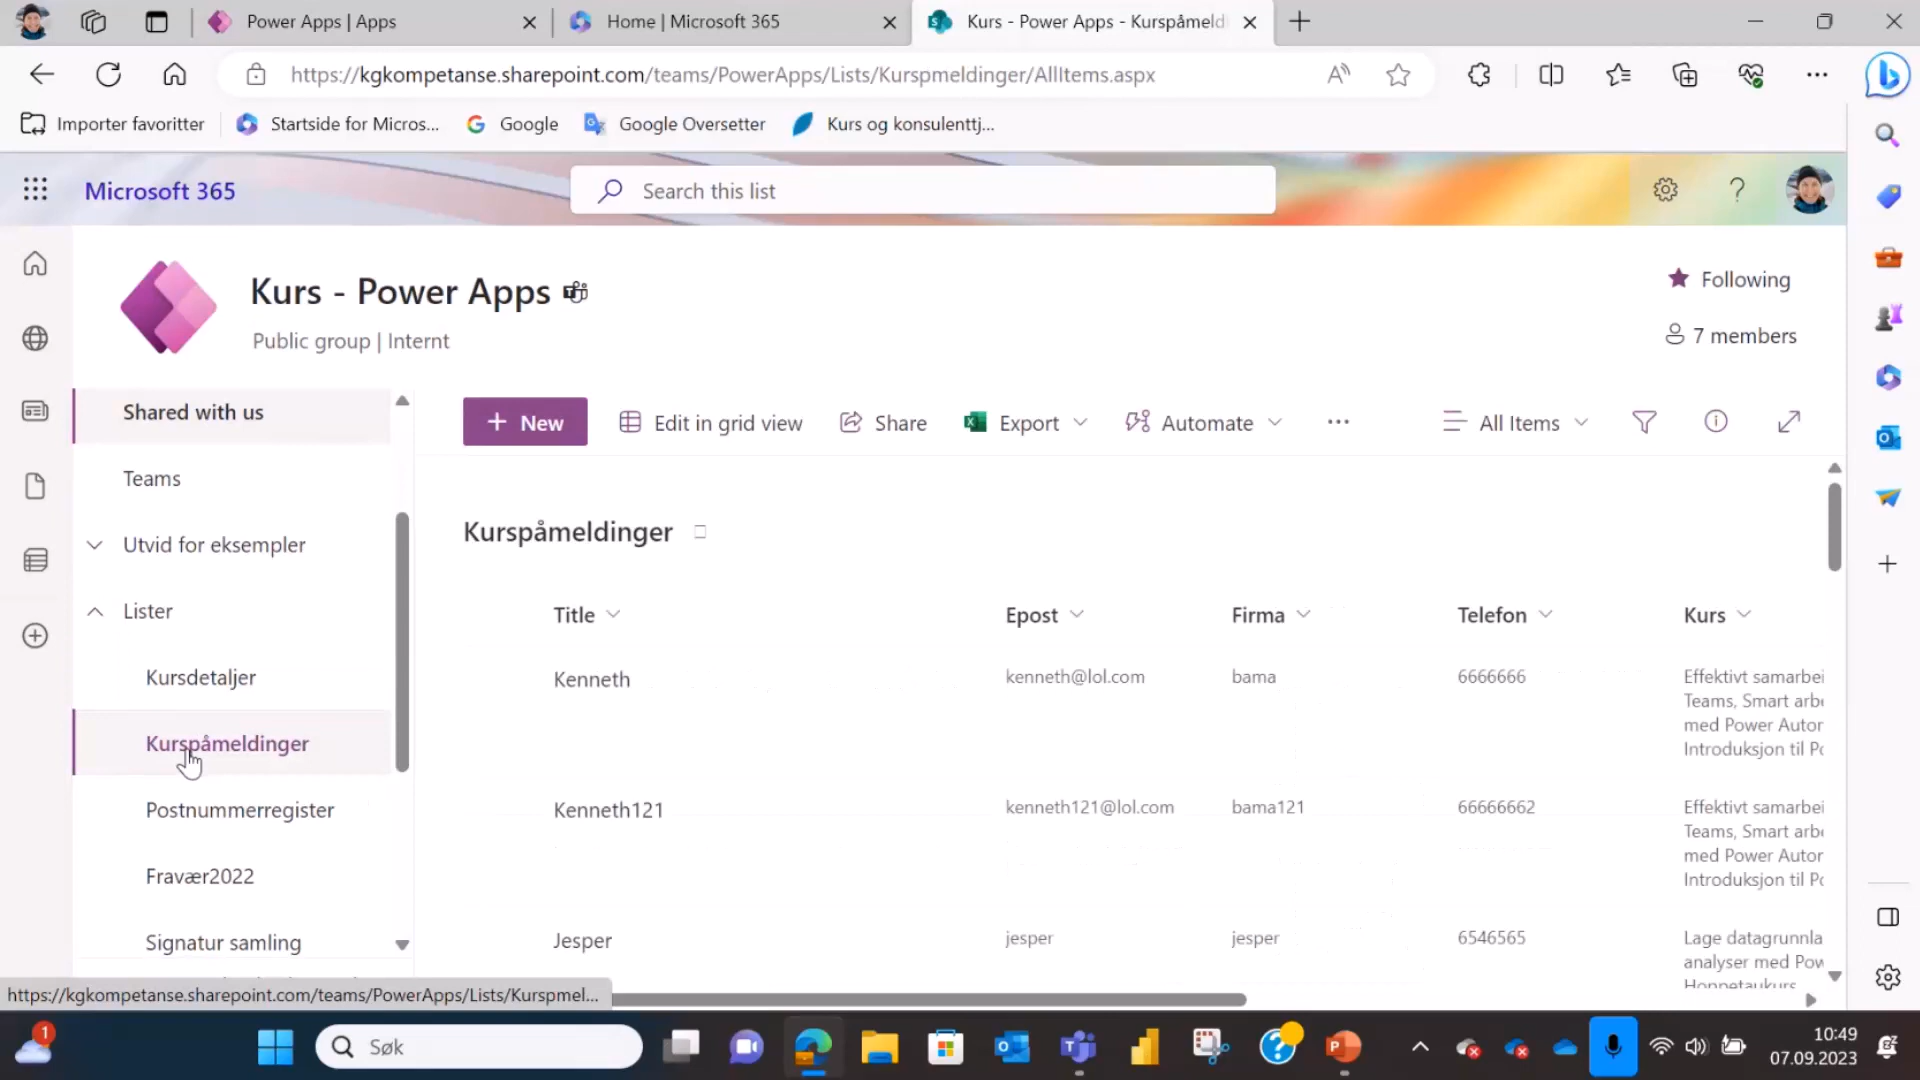 Power Apps | Apps
Home | Microsoft 365
Kurs - Power Apps - Kurspåmeld
https://kgkompetanse.sharepoint.com/teams/PowerApps/Lists/Kurspmeldinger/AllItems.aspx
Importer favoritter
Startside for Micros...
Google
Google Oversetter
Kurs og konsulenttj...
Microsoft 365
Search this list
Kurs - Power Apps
Public group | Internt
Following
7 members
Shared with us
Teams
Utvid for eksempler
Lister
Kursdetaljer
Kurspåmeldinger
Postnummerregister
Fravær2022
Signatur samling
New
Edit in grid view
Share
Export
Automate
All Items
Kurspåmeldinger
Title Epost Firma Telefon Kurs
Kenneth kenneth@lol.com bama 6666666 Effektivt samarbei
Teams, Smart arbe
med Power Autor
Introduksjon til Po
Kenneth121 kenneth121@lol.com bama121 66666662 Effektivt samarbei
Teams, Smart arbe
med Power Autor
Introduksjon til Po
Jesper jesper jesper 6546565 Lage datagrunnla
analyser med Pow
https://kgkompetanse.sharepoint.com/teams/PowerApps/Lists/Kurspmel...
1
Søk
10:49
07.09.2023